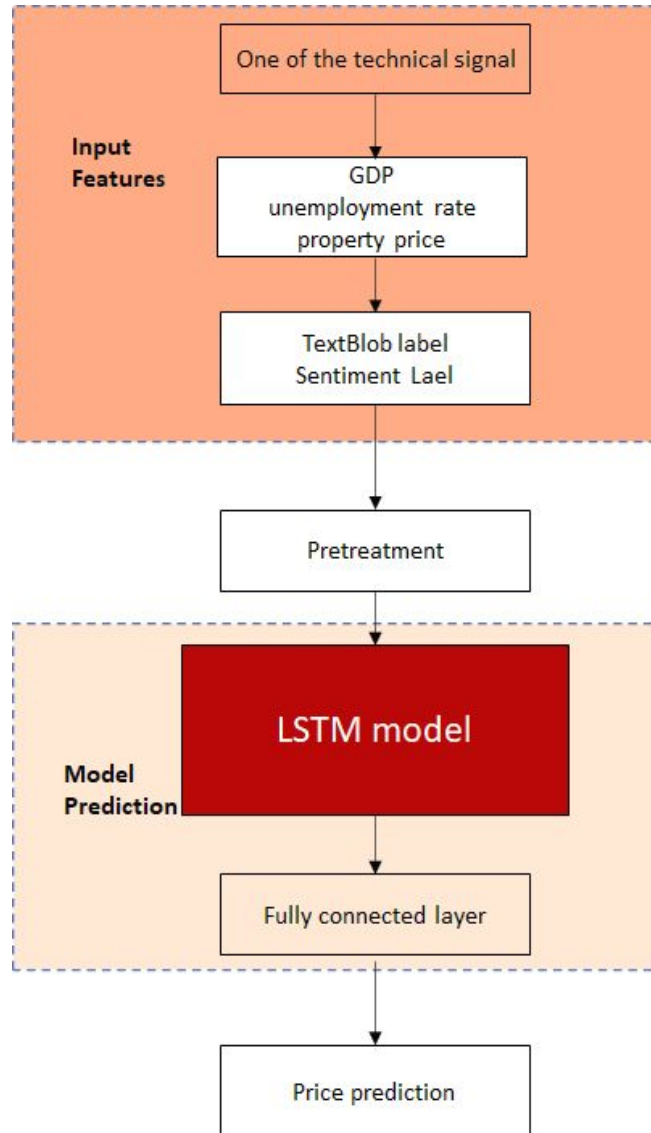 One of the technical signal
Input
Features
GDP
unemployment rate
property price
TextBlob label
Sentiment Lael
Pretreatment
LSTM model
Model
Prediction
Fully connected layer
Price prediction